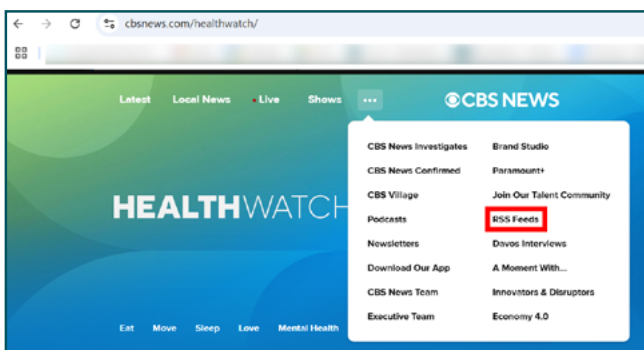 cbsnews.com/healthwatch/
Latest Local News • Live Shows ••• CBS NEWS
CBS News Investigates Brand Studio
CBS News Confirmed Paramount+
CBS Village Join Our Talent Community
HEALTHWATCH
Podcasts RSS Feeds
Newsletters Davos Interviews
Download Our App A Moment With...
CBS News Team Innovators & Disruptors
Executive Team Economy 4.0
Eat Move Sleep Love Mental Health